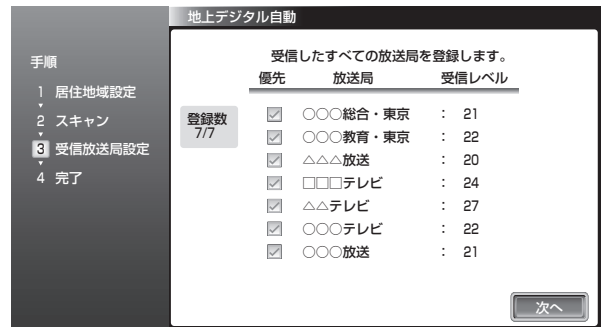 地上デジタル自動
手順
1 居住地域設定
2 スキャン
3 受信放送局設定
4 完了
受信したすべての放送局を登録します。
優先 放送局 受信レベル
登録数
7/7
○○○総合・東京 : 21
○○○教育・東京 : 22
△△△放送 : 20
□□□テレビ : 24
△△テレビ : 27
○○○テレビ : 22
○○○放送 : 21
次へ